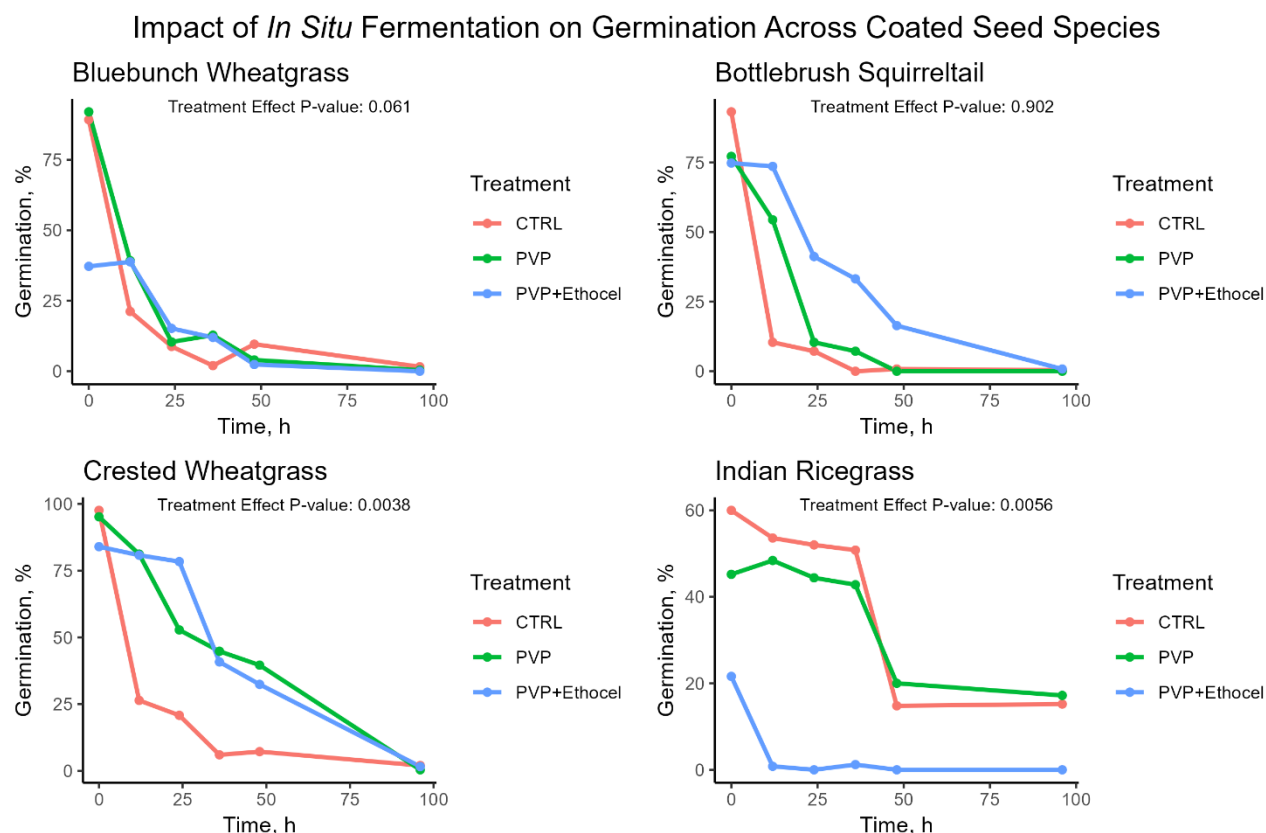 Impact of In Situ Fermentation on Germination Across Coated Seed Species
Bluebunch Wheatgrass
Treatment Effect P-value: 0.061
75
50
25
0
Germination, %
0 25 50 75 100
Time, h
Treatment
CTRL
PVP
PVP+Ethocel
Bottlebrush Squirreltail
Treatment Effect P-value: 0.902
75
50
25
0
Germination, %
0 25 50 75 100
Time, h
Treatment
CTRL
PVP
PVP+Ethocel
Crested Wheatgrass
Treatment Effect P-value: 0.0038
100
75
50
25
0
Germination, %
0 25 50 75 100
Time, h
Treatment
CTRL
PVP
PVP+Ethocel
Indian Ricegrass
Treatment Effect P-value: 0.0056
60
40
20
0
Germination, %
0 25 50 75 100
Time, h
Treatment
CTRL
PVP
PVP+Ethocel